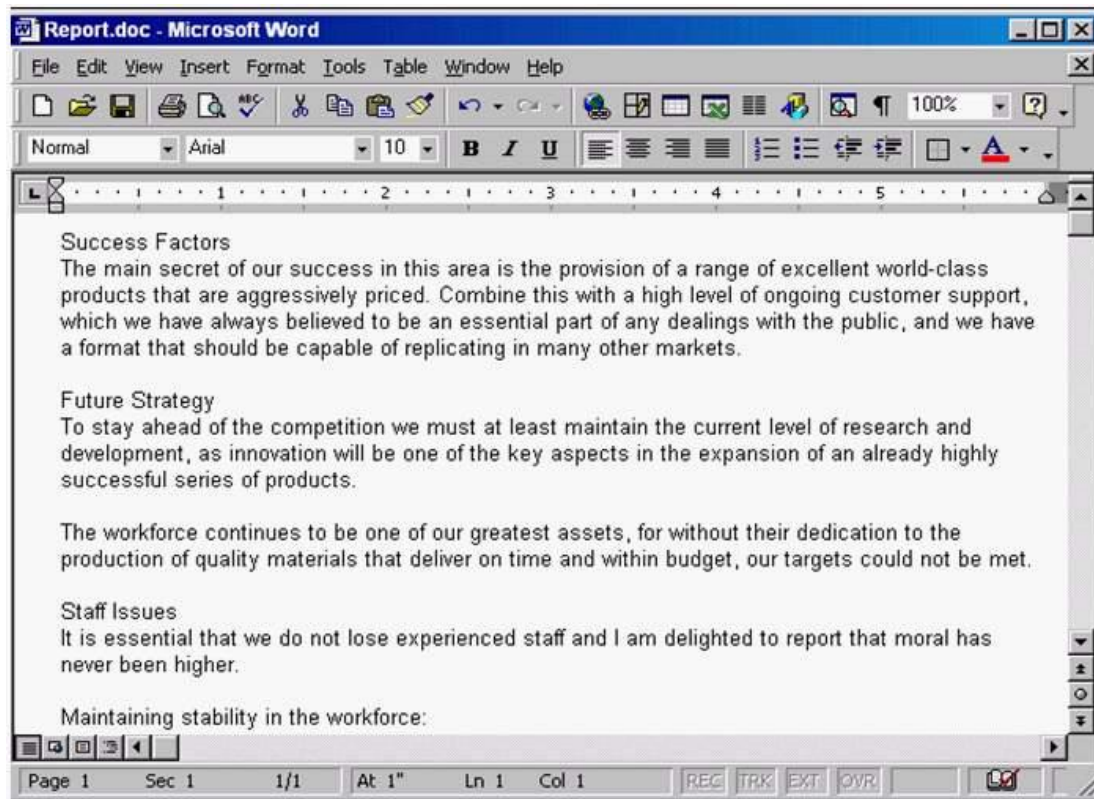 Report.doc - Microsoft Word
File Edit View Insert Format Tools Table Window Help
ABC 100%
Normal Arial 10 B I U A
L 1 2 3 4 5
Success Factors
The main secret of our success in this area is the provision of a range of excellent world-class
products that are aggressively priced. Combine this with a high level of ongoing customer support,
which we have always believed to be an essential part of any dealings with the public, and we have
a format that should be capable of replicating in many other markets.
Future Strategy
To stay ahead of the competition we must at least maintain the current level of research and
development, as innovation will be one of the key aspects in the expansion of an already highly
successful series of products.
The workforce continues to be one of our greatest assets, for without their dedication to the
production of quality materials that deliver on time and within budget, our targets could not be met.
Staff Issues
It is essential that we do not lose experienced staff and I am delighted to report that moral has
never been higher.
Maintaining stability in the workforce:
Page 1 Sec 1 1/1 At 1" Ln 1 Col 1 REC TRK EXT OVR